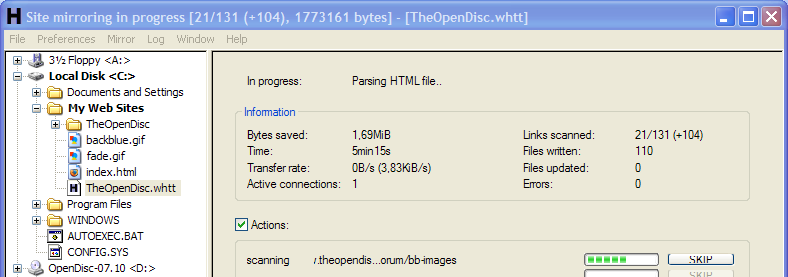 Site mirroring in progress [21/131 (+104), 1773161 bytes] - [TheOpenDisc.whtt]
File Preferences Mirror Log Window Help
3½ Floppy <A:>
Local Disk <C:>
Documents and Settings
My Web Sites
TheOpenDisc
backblue.gif
fade.gif
index.html
TheOpenDisc.whtt
Program Files
WINDOWS
AUTOEXEC.BAT
CONFIG.SYS
OpenDisc-07.10 <D:>
In progress: Parsing HTML file..
Information
Bytes saved: 1,69MiB Links scanned: 21/131 (+104)
Time: 5min15s Files written: 110
Transfer rate: 0B/s (3,83KiB/s) Files updated: 0
Active connections: 1 Errors: 0
Actions:
scanning .theopendis...orum/bb-images SKIP
SKIP